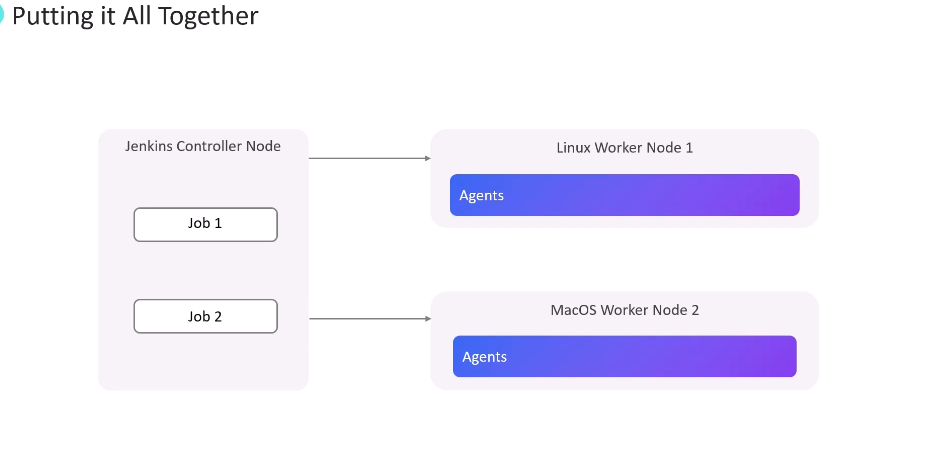 Putting it All Together
Jenkins Controller Node
Job 1
Job 2
Linux Worker Node 1
Agents
MacOS Worker Node 2
Agents